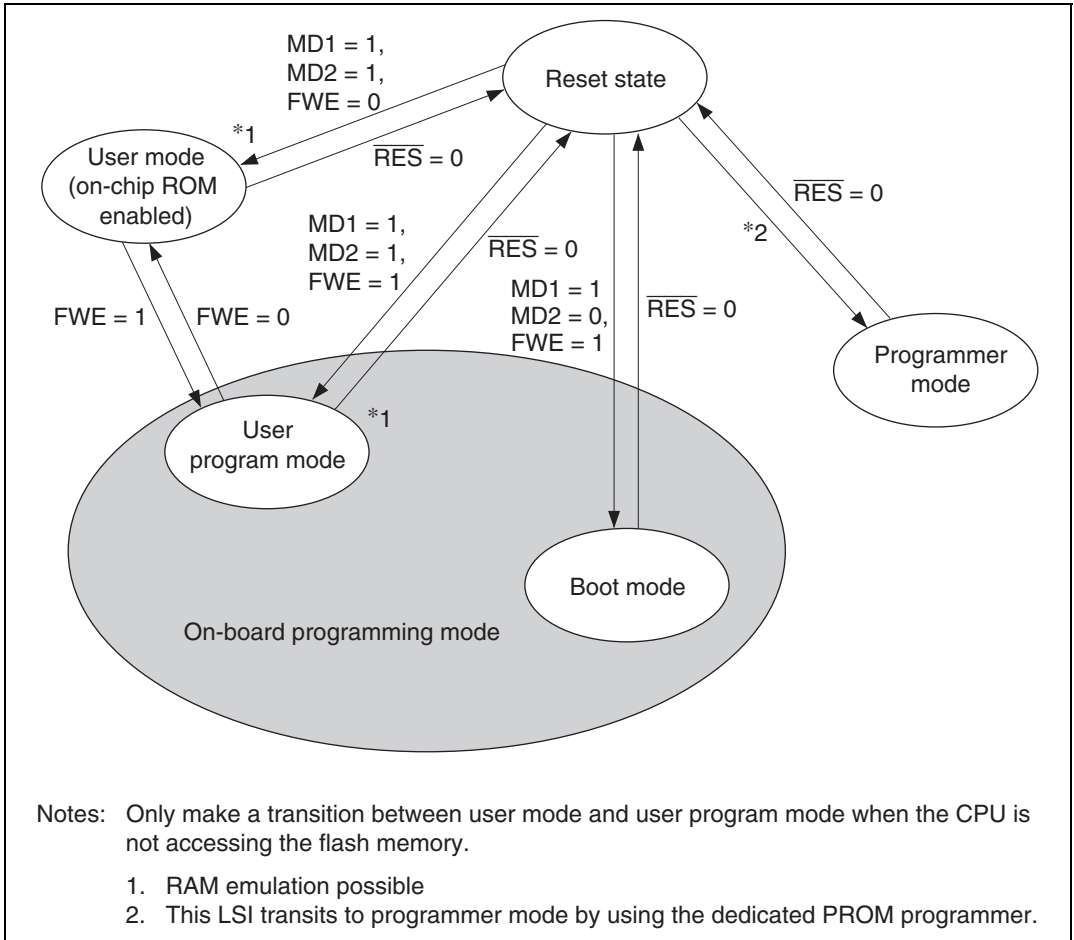 MD1 = 1,
MD2 = 1,
FWE = 0
Reset state
*1
User mode
(on-chip ROM
enabled)
R̅E̅S̅ = 0
R̅E̅S̅ = 0
*2
MD1 = 1,
MD2 = 1,
FWE = 1
R̅E̅S̅ = 0
MD1 = 1
MD2 = 0,
FWE = 1
R̅E̅S̅ = 0
FWE = 1
FWE = 0
Programmer
mode
User
program mode
*1
Boot mode
On-board programming mode
Notes: Only make a transition between user mode and user program mode when the CPU is
not accessing the flash memory.
1. RAM emulation possible
2. This LSI transits to programmer mode by using the dedicated PROM programmer.